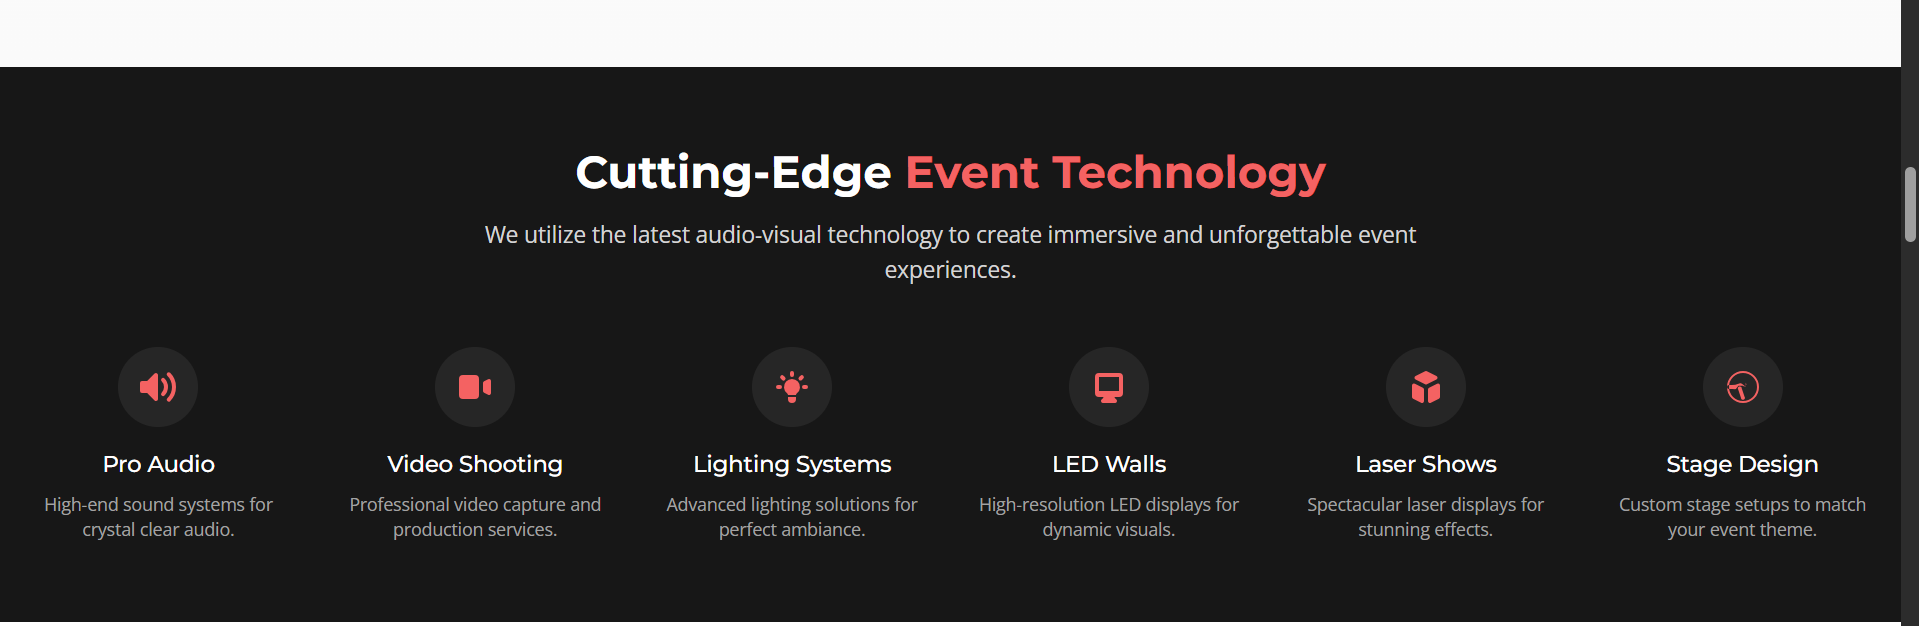 Cutting-Edge Event Technology
We utilize the latest audio-visual technology to create immersive and unforgettable event
experiences.
Pro Audio
High-end sound systems for
crystal clear audio.
Video Shooting
Professional video capture and
production services.
Lighting Systems
Advanced lighting solutions for
perfect ambiance.
LED Walls
High-resolution LED displays for
dynamic visuals.
Laser Shows
Spectacular laser displays for
stunning effects.
Stage Design
Custom stage setups to match
your event theme.